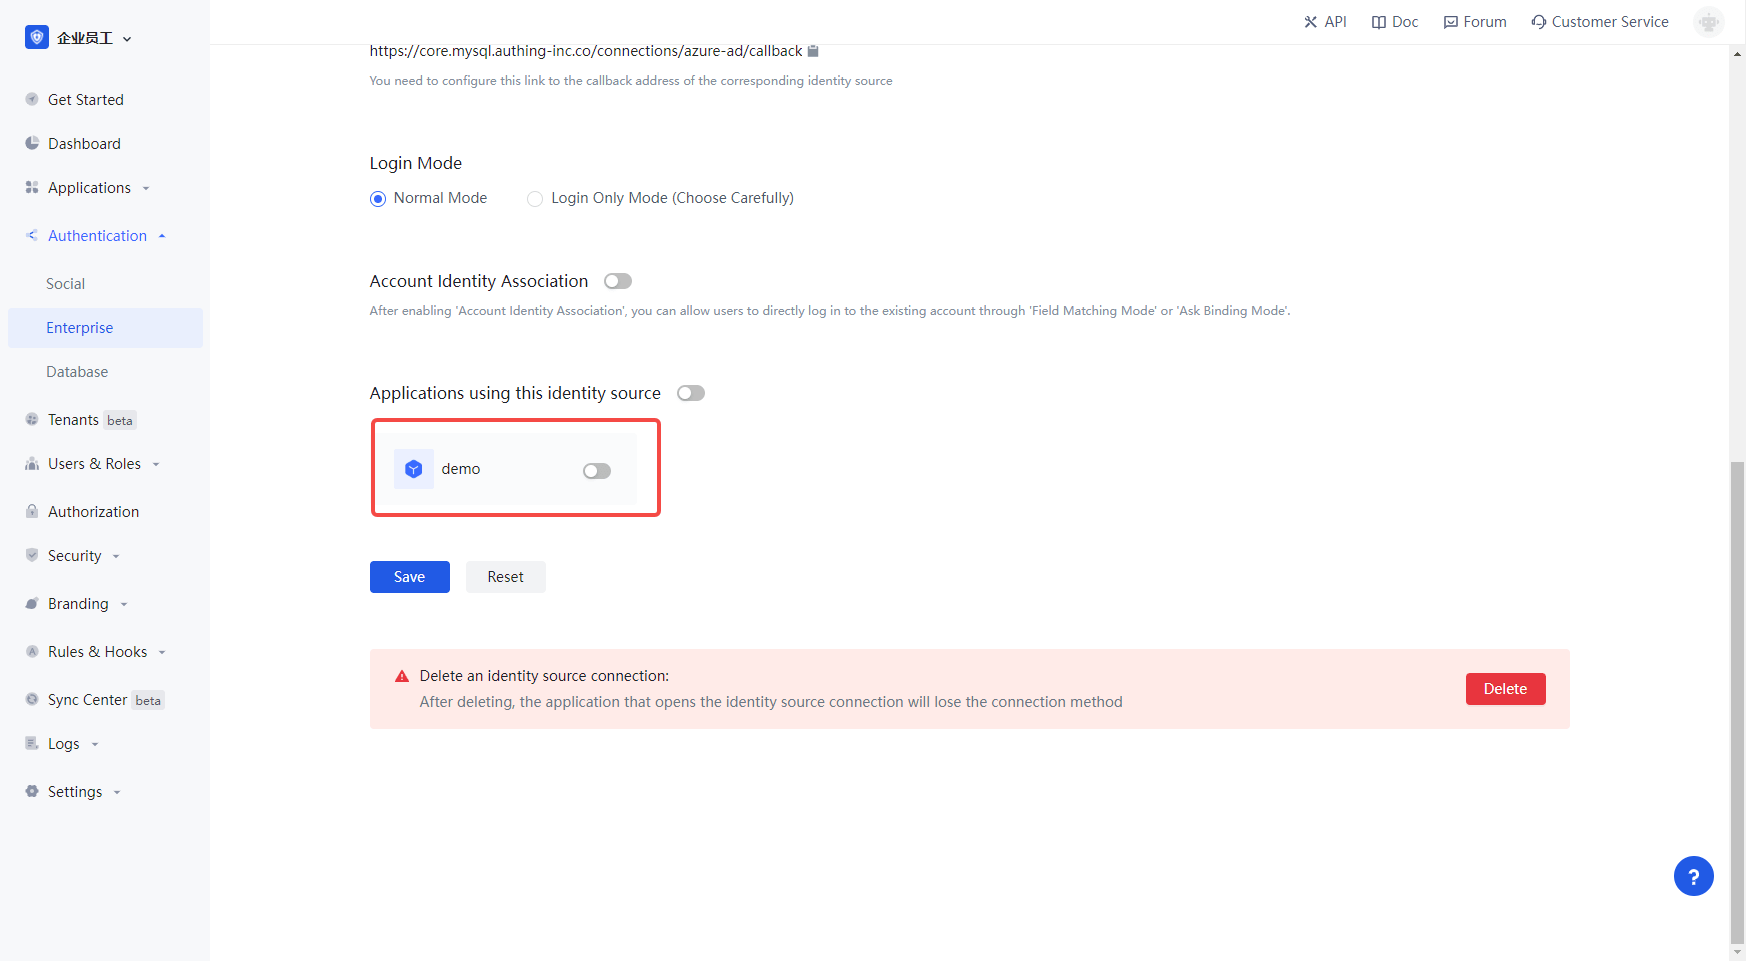 企业员工
API
Doc
Forum
Customer Service
Get Started
Dashboard
Applications
Authentication
Social
Enterprise
Database
Tenants beta
Users & Roles
Authorization
Security
Branding
Rules & Hooks
Sync Center beta
Logs
Settings
https://core.mysql.authing-inc.co/connections/azure-ad/callback
You need to configure this link to the callback address of the corresponding identity source
Login Mode
Normal Mode
Login Only Mode (Choose Carefully)
Account Identity Association
After enabling 'Account Identity Association', you can allow users to directly log in to the existing account through 'Field Matching Mode' or 'Ask Binding Mode'.
Applications using this identity source
demo
Save
Reset
Delete an identity source connection:
After deleting, the application that opens the identity source connection will lose the connection method
Delete
?